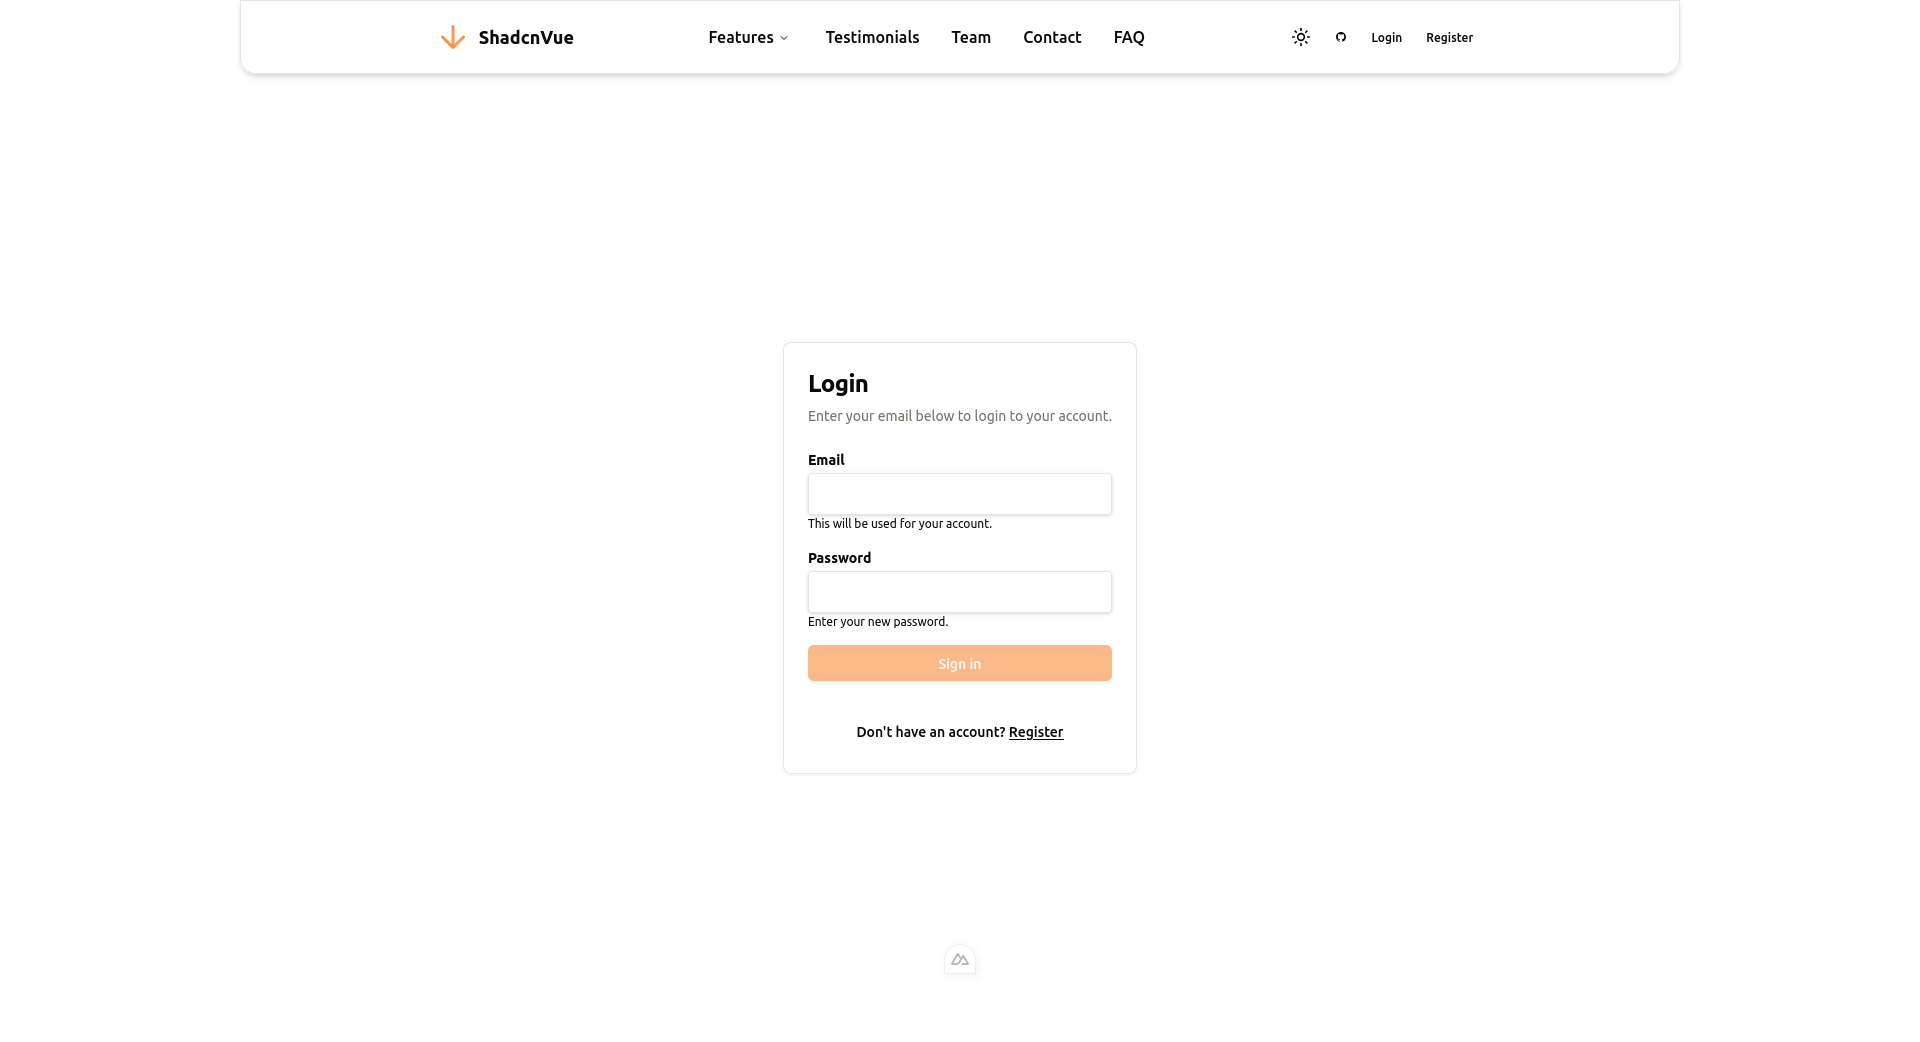 ShadcnVue
Features
Testimonials
Team
Contact
FAQ
Login
Register
Login
Enter your email below to login to your account.
Email
This will be used for your account.
Password
Enter your new password.
Sign in
Don't have an account? Register